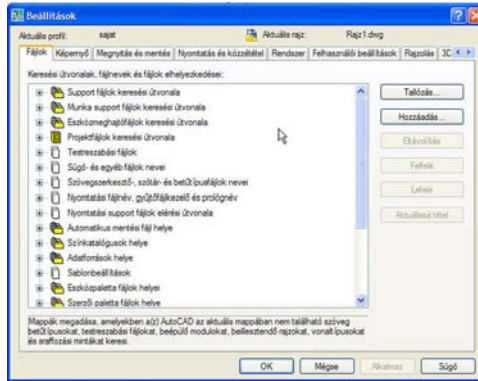 Beállítások
Aktuális profil: sajat Aktuális rajz: Rajz1.dwg
Fájlok Képernyő Megnyitás és mentés Nyomtatás és közzététel Rendszer Felhasználói beállítások Rajzolás 3D
Keresési útvonalak, fájlnevek és fájlok elhelyezkedései:
Support fájlok keresési útvonala
Munka support fájlok keresési útvonala
Eszközmeghajtófájlok keresési útvonala
Projektfájlok keresési útvonala
Testreszabási fájlok
Súgó- és egyéb fájlok nevei
Szövegszerkesztő-, szótár- és betűtípusfájlok nevei
Nyomtatási fájlnév, gyűjtőfájlkezelő és prológnév
Nyomtatási support fájlok elérési útvonala
Automatikus mentési fájl helye
Színkatalógusok helye
Adatforrások helye
Sablonbeállítások
Eszközpaletta fájlok helyei
Szerzői paletta fájlok helye
Tallózás...
Hozzáadás...
Eltávolítás
Felfelé
Lefelé
Aktuálissá tétel
Mappák megadása, amelyekben a(z) AutoCAD az aktuális mappában nem található szöveg
betűtípusokat, testreszabási fájlokat, beépülő modulokat, beillesztendő rajzokat, vonaltípusokat
és sraffozási mintákat keresi.
OK Mégse Alkalmaz Súgó